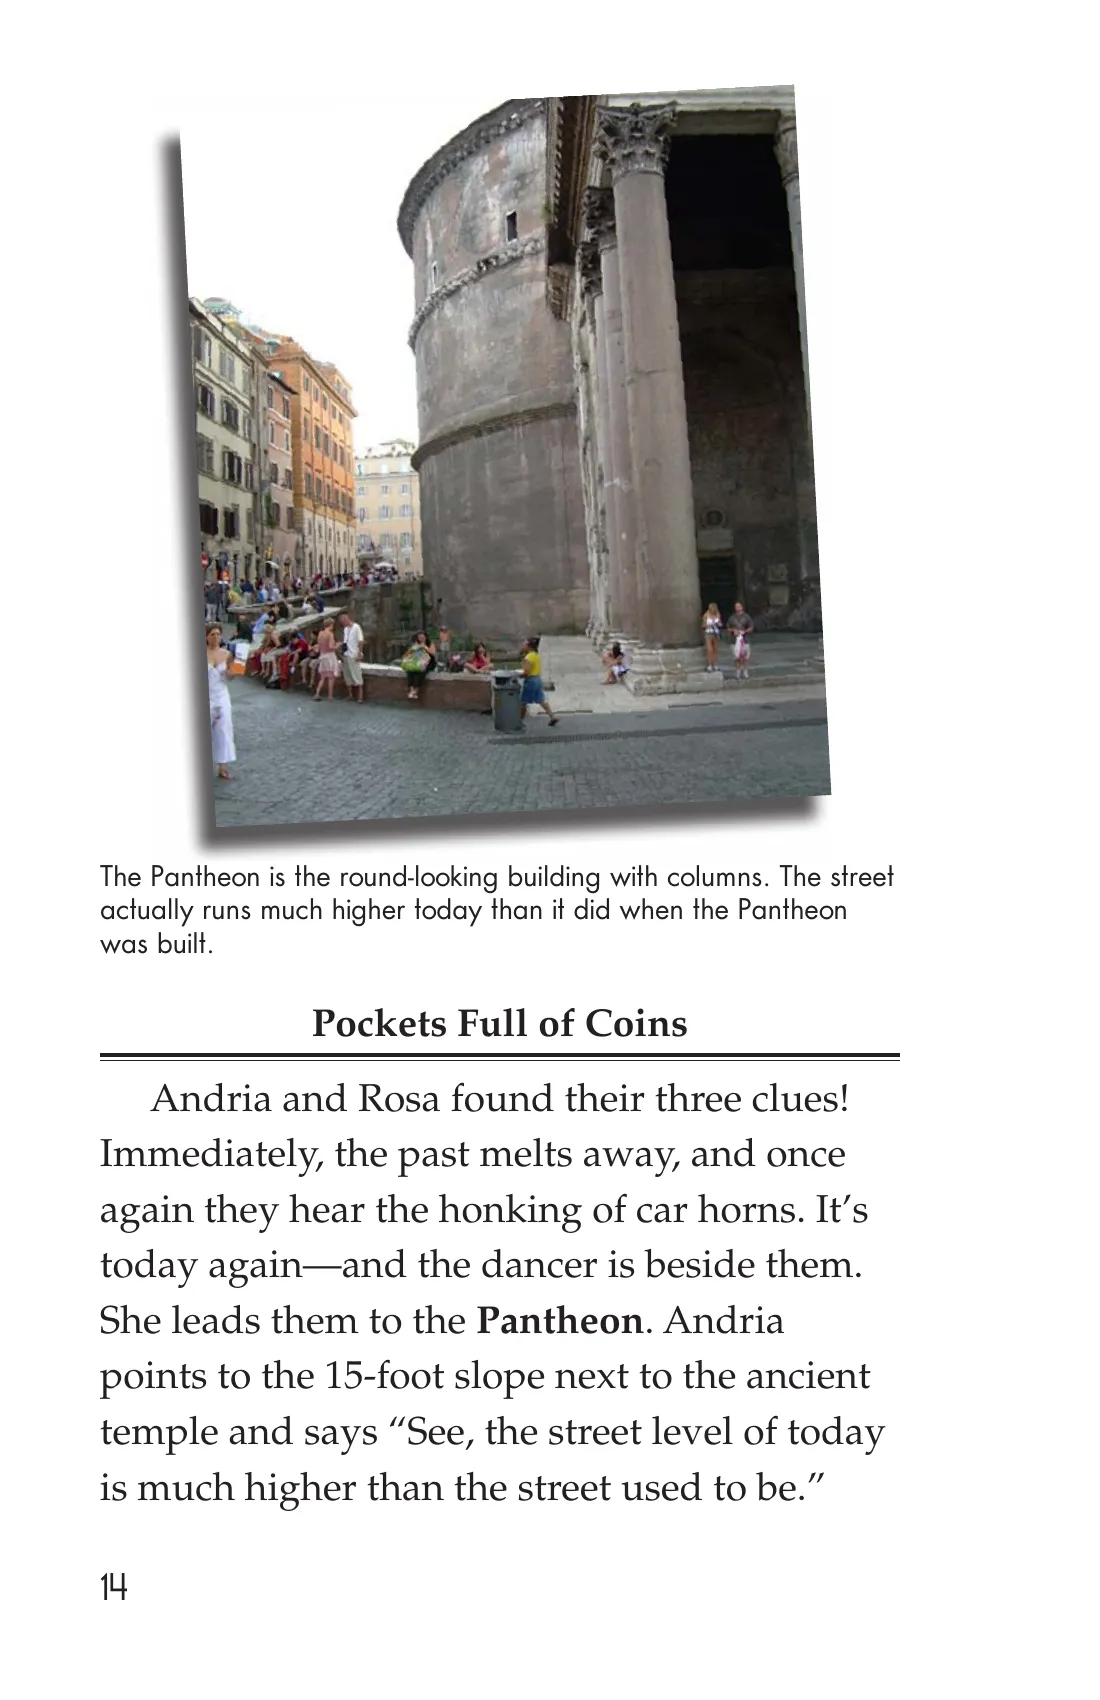 The Pantheon is the round-looking building with columns. The street
actually runs much higher today than it did when the Pantheon
was built.
Pockets Full of Coins
Andria and Rosa found their three clues!
Immediately, the past melts away, and once
again they hear the honking of car horns. It’s
today again—and the dancer is beside them.
She leads them to the Pantheon. Andria
points to the 15-foot slope next to the ancient
temple and says “See, the street level of today
is much higher than the street used to be.”
14